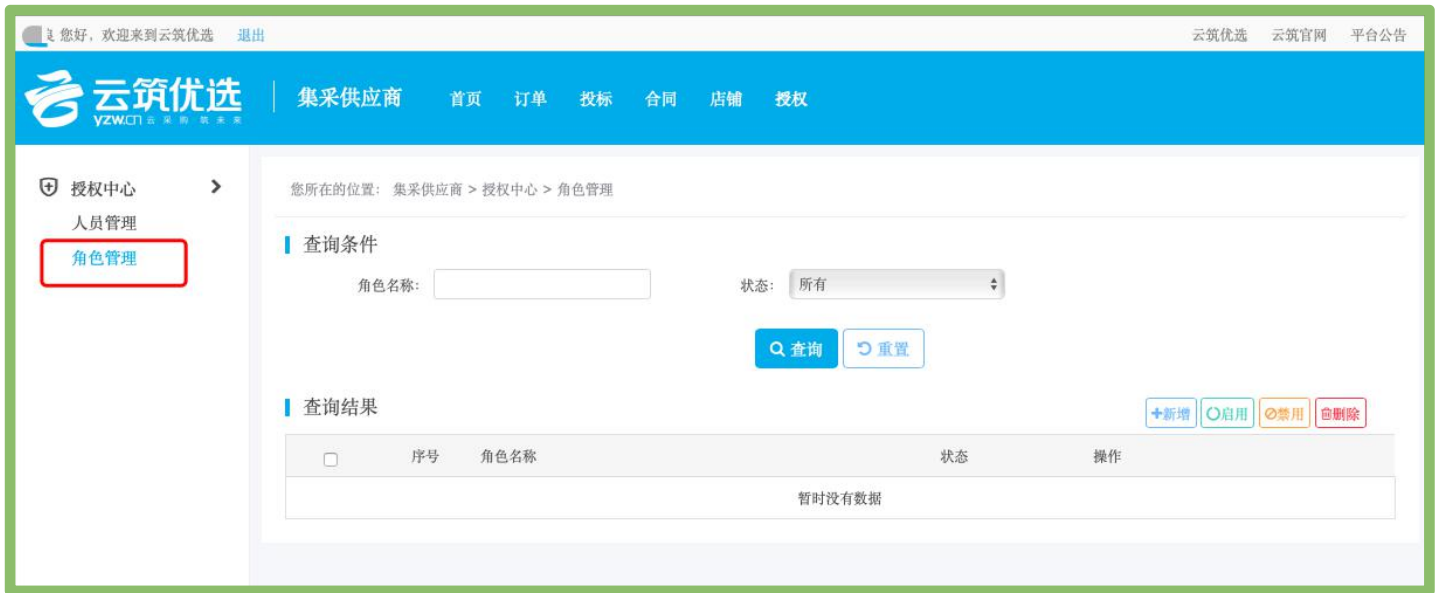 您好，欢迎来到云筑优选 退出 云筑优选 云筑官网 平台公告
云筑优选 集采供应商 首页 订单 投标 合同 店铺 授权
yzw.cn 云采购 筑未来
授权中心
人员管理
角色管理
您所在的位置： 集采供应商 > 授权中心 > 角色管理
查询条件
角色名称： 状态： 所有
查询 重置
查询结果 新增 启用 禁用 删除
序号 角色名称 状态 操作
暂时没有数据